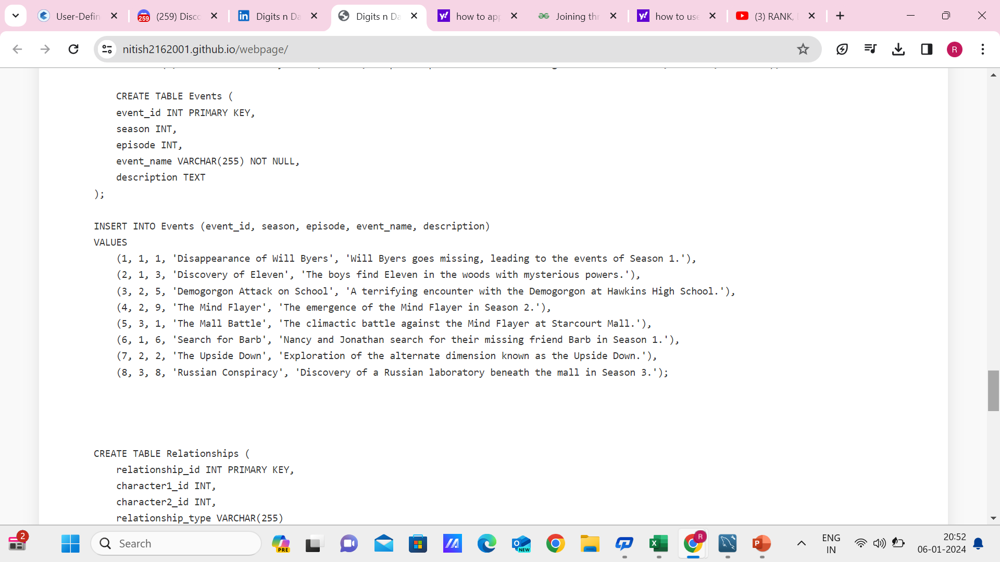 User-Defin
259
(259) Disco
in
Digits n Da
Digits n Da
y!
how to app
Joining thr
y!
how to use
(3) RANK,
nitish2162001.github.io/webpage/
R
CREATE TABLE Events (
event_id INT PRIMARY KEY,
season INT,
episode INT,
event_name VARCHAR(255) NOT NULL,
description TEXT
);
INSERT INTO Events (event_id, season, episode, event_name, description)
VALUES
(1, 1, 1, 'Disappearance of Will Byers', 'Will Byers goes missing, leading to the events of Season 1.'),
(2, 1, 3, 'Discovery of Eleven', 'The boys find Eleven in the woods with mysterious powers.'),
(3, 2, 5, 'Demogorgon Attack on School', 'A terrifying encounter with the Demogorgon at Hawkins High School.'),
(4, 2, 9, 'The Mind Flayer', 'The emergence of the Mind Flayer in Season 2.'),
(5, 3, 1, 'The Mall Battle', 'The climactic battle against the Mind Flayer at Starcourt Mall.'),
(6, 1, 6, 'Search for Barb', 'Nancy and Jonathan search for their missing friend Barb in Season 1.'),
(7, 2, 2, 'The Upside Down', 'Exploration of the alternate dimension known as the Upside Down.'),
(8, 3, 8, 'Russian Conspiracy', 'Discovery of a Russian laboratory beneath the mall in Season 3.');
CREATE TABLE Relationships (
relationship_id INT PRIMARY KEY,
character1_id INT,
character2_id INT,
relationship_type VARCHAR(255)
2
Search
PRE
NEW
R
ENG
IN
20:52
06-01-2024